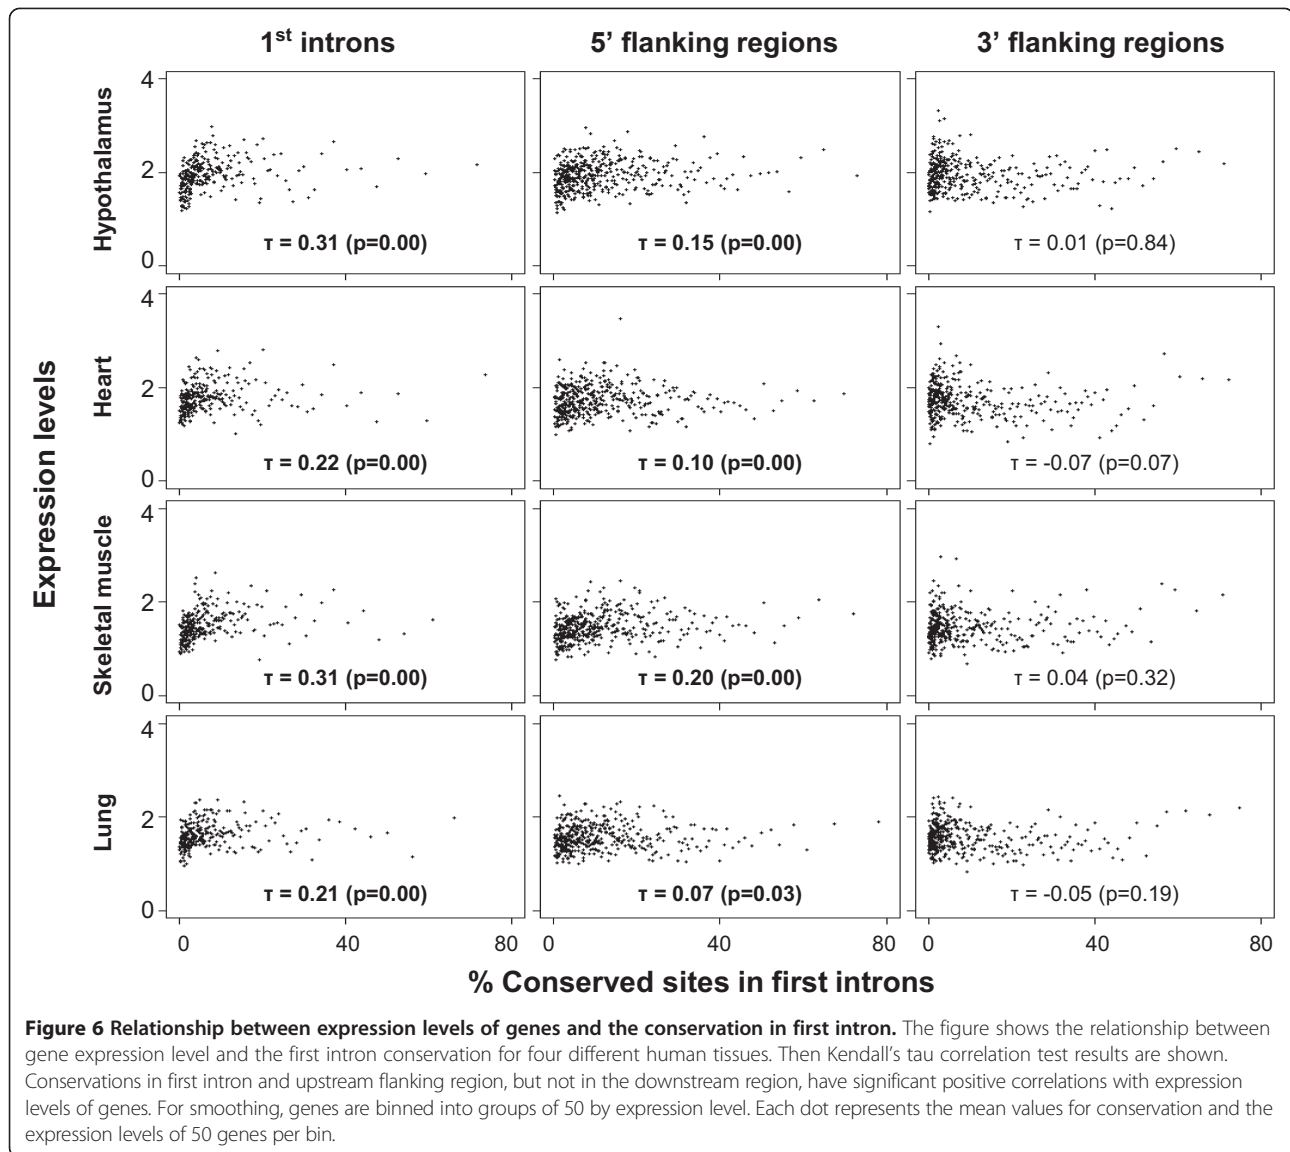 1st introns
5’ flanking regions
3’ flanking regions
Expression levels
Hypothalamus
4
2
0
τ = 0.31 (p=0.00)
τ = 0.15 (p=0.00)
τ = 0.01 (p=0.84)
Heart
4
2
0
τ = 0.22 (p=0.00)
τ = 0.10 (p=0.00)
τ = -0.07 (p=0.07)
Skeletal muscle
4
2
0
τ = 0.31 (p=0.00)
τ = 0.20 (p=0.00)
τ = 0.04 (p=0.32)
Lung
4
2
0
τ = 0.21 (p=0.00)
τ = 0.07 (p=0.03)
τ = -0.05 (p=0.19)
0 40 80
0 40 80
0 40 80
% Conserved sites in first introns
Figure 6 Relationship between expression levels of genes and the conservation in first intron. The figure shows the relationship between
gene expression level and the first intron conservation for four different human tissues. Then Kendall’s tau correlation test results are shown.
Conservations in first intron and upstream flanking region, but not in the downstream region, have significant positive correlations with expression
levels of genes. For smoothing, genes are binned into groups of 50 by expression level. Each dot represents the mean values for conservation and the
expression levels of 50 genes per bin.